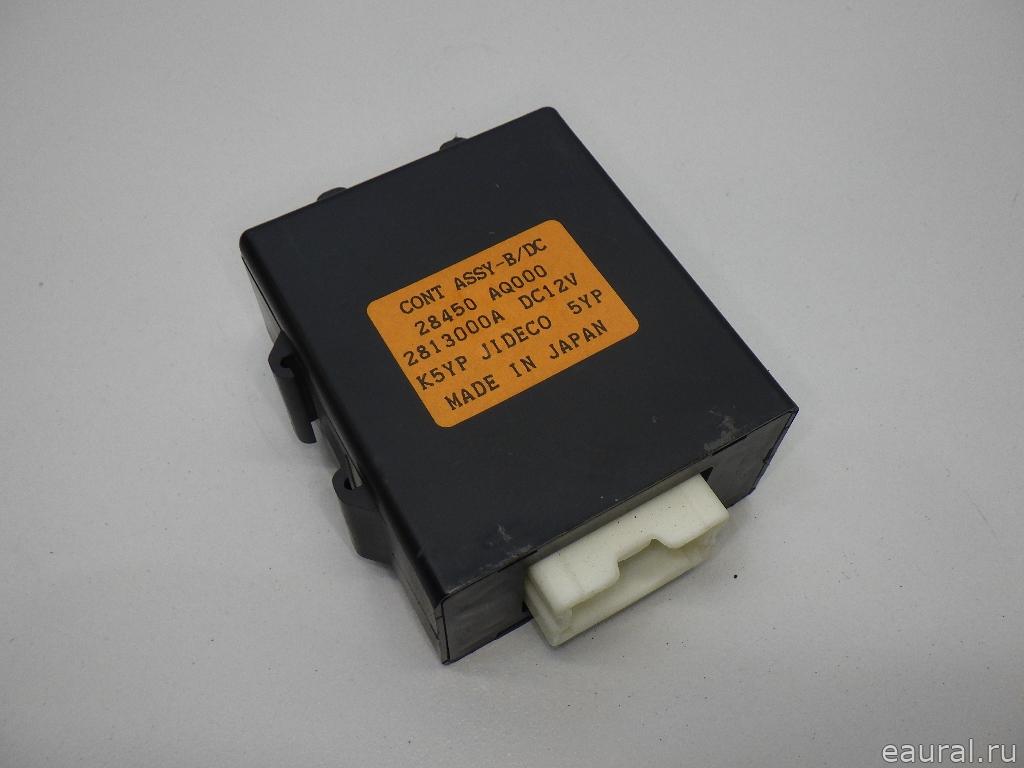 CONT ASSY-B/DC
28450 AQ000
2813000A DC12V
K5YP JIDECO 5YP
MADE IN JAPAN
eaural.ru